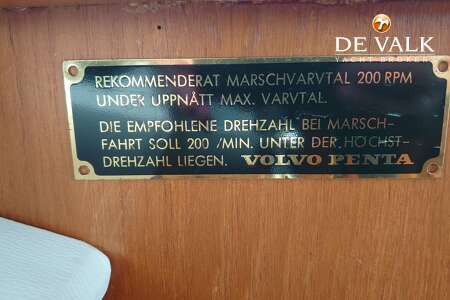 DE VALK
YACHT BROKERS
REKOMMENDERAT MARSCHVARVTAL 200 RPM
UNDER UPPNÅTT MAX. VARVTAL.
DIE EMPFOHLENE DREHZAHL BEI MARSCH-
FAHRT SOLL 200 /MIN. UNTER DER HÖCHST-
DREHZAHL LIEGEN. VOLVO PENTA